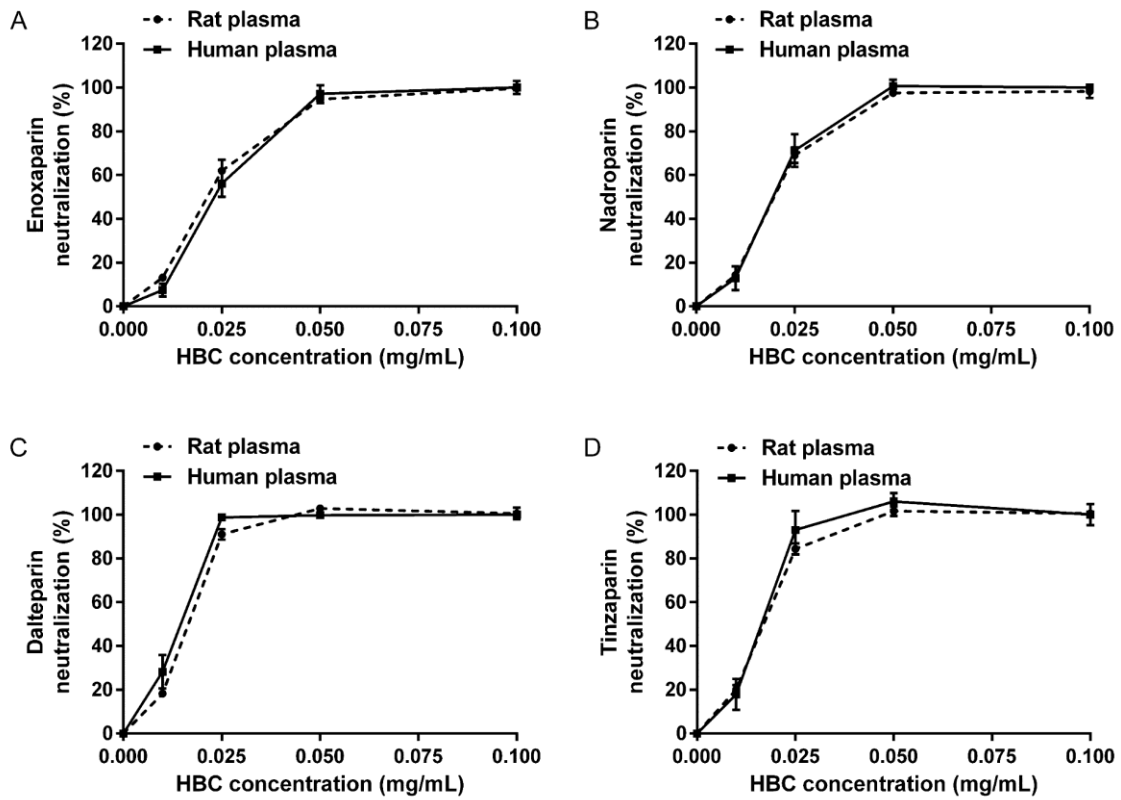 A
Rat plasma
Human plasma
Enoxaparin
neutralization (%)
120
100
80
60
40
20
0
0.000 0.025 0.050 0.075 0.100
HBC concentration (mg/mL)
B
Rat plasma
Human plasma
Nadroparin
neutralization (%)
120
100
80
60
40
20
0
0.000 0.025 0.050 0.075 0.100
HBC concentration (mg/mL)
C
Rat plasma
Human plasma
Dalteparin
neutralization (%)
120
100
80
60
40
20
0
0.000 0.025 0.050 0.075 0.100
HBC concentration (mg/mL)
D
Rat plasma
Human plasma
Tinzaparin
neutralization (%)
120
100
80
60
40
20
0
0.000 0.025 0.050 0.075 0.100
HBC concentration (mg/mL)